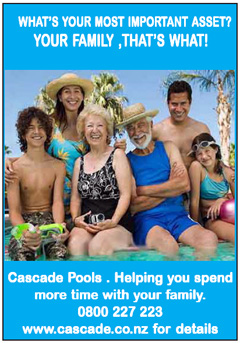 WHAT'S YOUR MOST IMPORTANT ASSET?
YOUR FAMILY ,THAT'S WHAT!
Cascade Pools . Helping you spend
more time with your family.
0800 227 223
www.cascade.co.nz for details